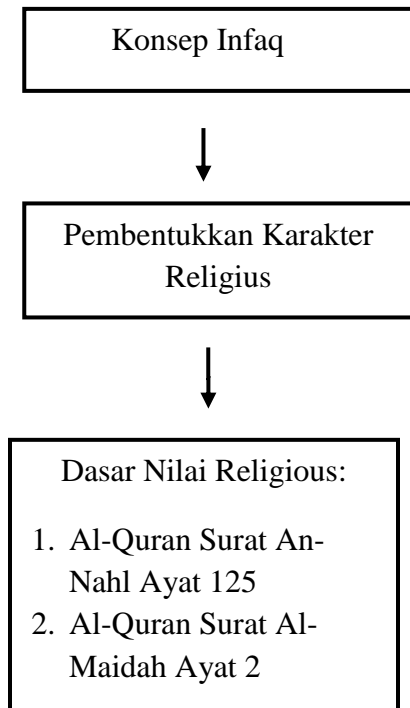 Konsep Infaq
Pembentukkan Karakter
Religius
Dasar Nilai Religious:
1. Al-Quran Surat An-
Nahl Ayat 125
2. Al-Quran Surat Al-
Maidah Ayat 2